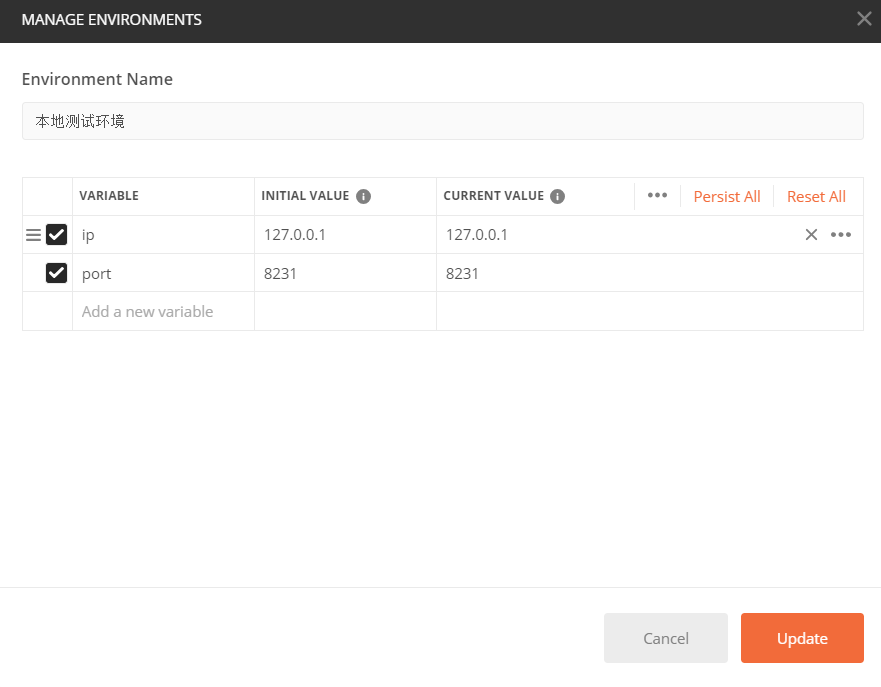 MANAGE ENVIRONMENTS
Environment Name
本地测试环境
VARIABLE INITIAL VALUE CURRENT VALUE Persist All Reset All
ip 127.0.0.1 127.0.0.1
port 8231 8231
Add a new variable
Cancel Update